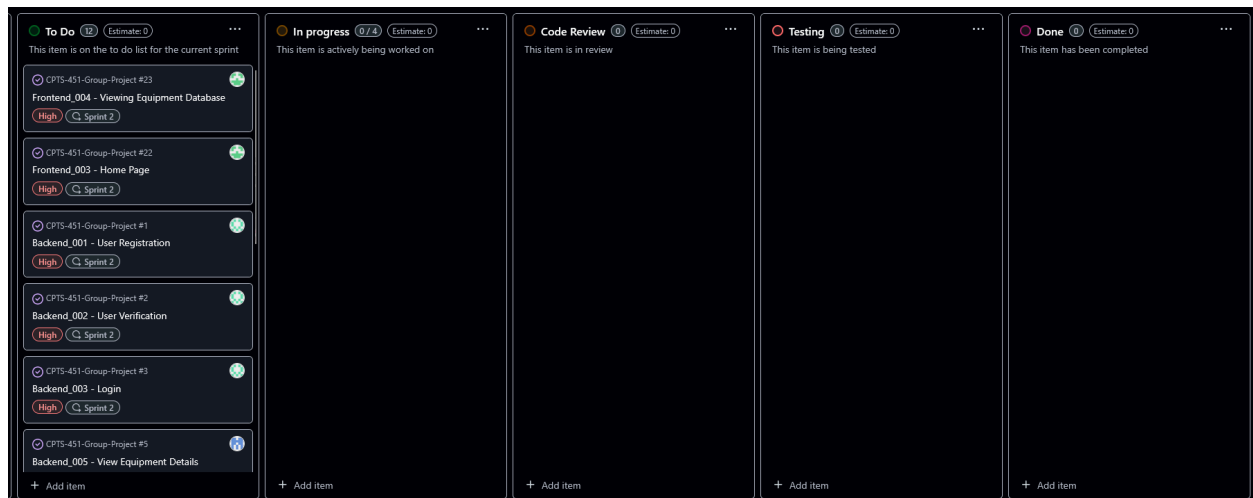 To Do 12 Estimate: 0 ...
This item is on the to do list for the current sprint
CPTS-451-Group-Project #23
Frontend_004 - Viewing Equipment Database
High Sprint 2
CPTS-451-Group-Project #22
Frontend_003 - Home Page
High Sprint 2
CPTS-451-Group-Project #1
Backend_001 - User Registration
High Sprint 2
CPTS-451-Group-Project #2
Backend_002 - User Verification
High Sprint 2
CPTS-451-Group-Project #3
Backend_003 - Login
High Sprint 2
CPTS-451-Group-Project #5
Backend_005 - View Equipment Details
+ Add item
In progress 0 / 4 Estimate: 0 ...
This item is actively being worked on
+ Add item
Code Review 0 Estimate: 0 ...
This item is in review
+ Add item
Testing 0 Estimate: 0 ...
This item is being tested
+ Add item
Done 0 Estimate: 0 ...
This item has been completed
+ Add item